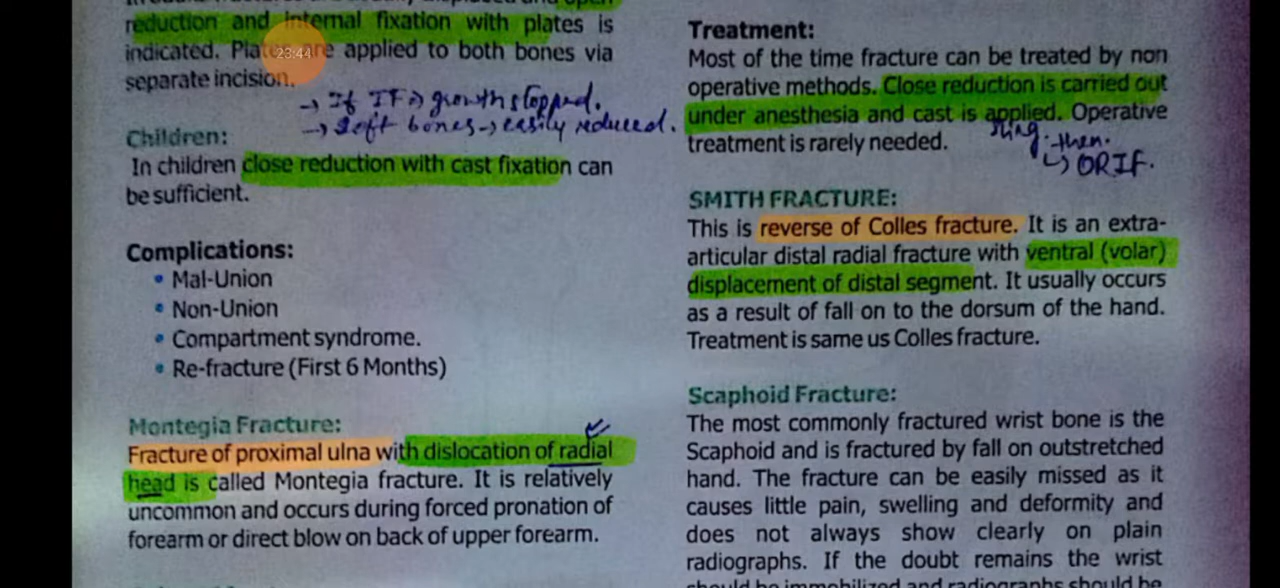 reduction and internal fixation with plates is
indicated. are applied to both bones via
23:44
separate incision.
→ If IF → growth stopped.
→ soft bones → easily reduced.
Children:
In children close reduction with cast fixation can
be sufficient.
Complications:
• Mal-Union
• Non-Union
• Compartment syndrome.
• Re-fracture (First 6 Months)
Montegia Fracture:
Fracture of proximal ulna with dislocation of radial
head is called Montegia fracture. It is relatively
uncommon and occurs during forced pronation of
forearm or direct blow on back of upper forearm.
Treatment:
Most of the time fracture can be treated by non
operative methods. Close reduction is carried out
under anesthesia and cast is applied. Operative
treatment is rarely needed.
then.
↳ ORIF.
SMITH FRACTURE:
This is reverse of Colles fracture. It is an extra-
articular distal radial fracture with ventral (volar)
displacement of distal segment. It usually occurs
as a result of fall on to the dorsum of the hand.
Treatment is same us Colles fracture.
Scaphoid Fracture:
The most commonly fractured wrist bone is the
Scaphoid and is fractured by fall on outstretched
hand. The fracture can be easily missed as it
causes little pain, swelling and deformity and
does not always show clearly on plain
radiographs. If the doubt remains the wrist
should be immobilized and radiographs should be